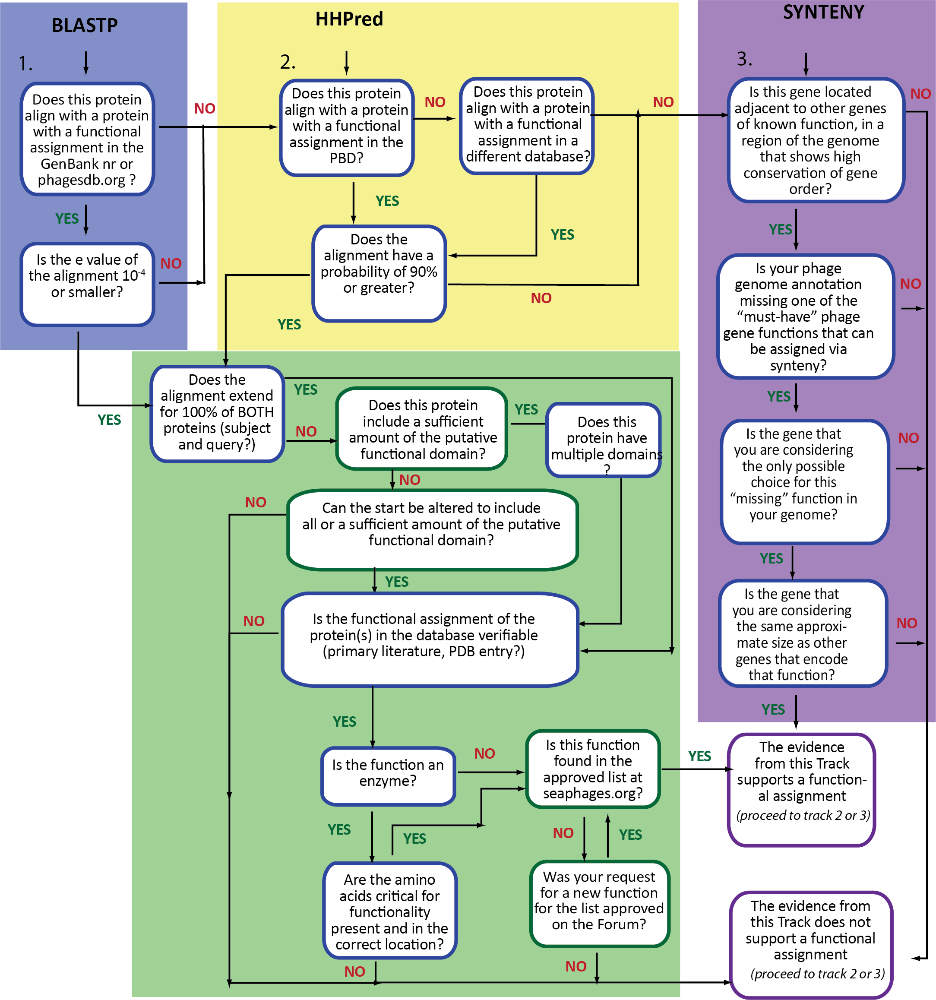 BLASTP
1.
Does this protein
align with a protein
with a functional
assignment in the
GenBank nr or
phagesdb.org ?
NO
YES
Is the e value of
the alignment 10-4
or smaller?
NO
YES
HHPred
2.
Does this protein
align with a protein
with a functional
assignment in the
PBD?
NO
Does this protein
align with a protein
with a functional
assignment in a
different database?
NO
YES
YES
Does the
alignment have a
probability of 90%
or greater?
NO
YES
Does the
alignment extend
for 100% of BOTH
proteins (subject
and query?)
YES
NO
Does this protein
include a sufficient
amount of the putative
functional domain?
YES
Does this
protein have
multiple domains
?
NO
Can the start be altered to include
all or a sufficient amount of the putative
functional domain?
NO
YES
Is the functional assignment of the
protein(s) in the database verifiable
(primary literature, PDB entry?)
NO
YES
Is the function an
enzyme?
NO
YES
Is this function
found in the
approved list at
seaphages.org?
YES
NO
YES
YES
Are the amino
acids critical for
functionality
present and in the
correct location?
NO
Was your request
for a new function
for the list approved
on the Forum?
NO
SYNTENY
3.
Is this gene located
adjacent to other genes
of known function, in a
region of the genome
that shows high
conservation of gene
order?
NO
YES
Is your phage
genome annotation
missing one of the
“must-have” phage
gene functions that can
be assigned via
synteny?
NO
YES
Is the gene that
you are considering
the only possible
choice for this
“missing” function in
your genome?
NO
YES
Is the gene that
you are considering
the same approxi-
mate size as other
genes that encode
that function?
NO
YES
The evidence
from this Track
supports a function-
al assignment
(proceed to track 2 or 3)
The evidence from
this Track does not
support a functional
assignment
(proceed to track 2 or 3)